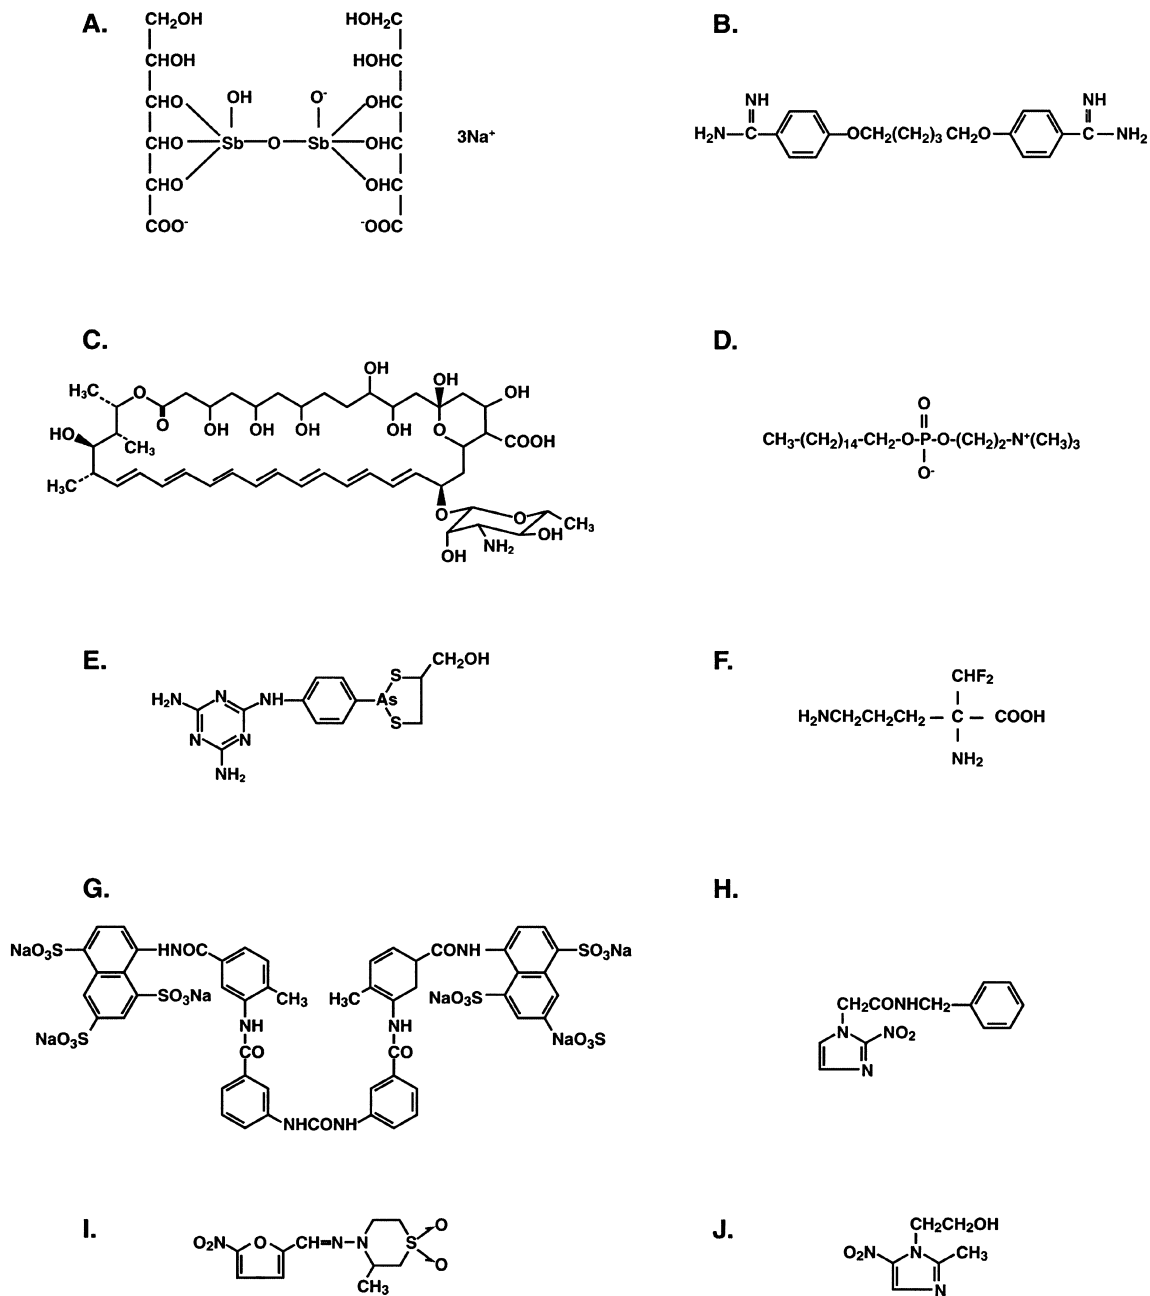 A.
CH₂OH HOH₂C
CHOH HOHC
CHO OH O⁻ OHC
CHO Sb O Sb OHC 3Na⁺
CHO OHC
COO⁻ ⁻OOC
B.
NH NH
H₂N C OCH₂(CH₂)₃ CH₂O C NH₂
C.
OH
H₃C O OH OH
O OH OH OH OH O COOH
HO CH₃
H₃C
O O CH₃
OH NH₂ OH
D.
O
CH₃-(CH₂)₁₄-CH₂-O-P-O-(CH₂)₂-N⁺(CH₃)₃
O⁻
E.
S CH₂OH
H₂N N NH As
N N S
NH₂
F.
CHF₂
H₂NCH₂CH₂CH₂ – C – COOH
NH₂
G.
NaO₃S HNOC CONH SO₃Na
SO₃Na CH₃ H₃C NaO₃S
NaO₃S NH NH SO₃Na
CO CO
NHCONH
H.
CH₂CONHCH₂
N NO₂
N
I.
O₂N O CH=N-N S O
O
CH₃
J.
CH₂CH₂OH
O₂N N CH₃
N